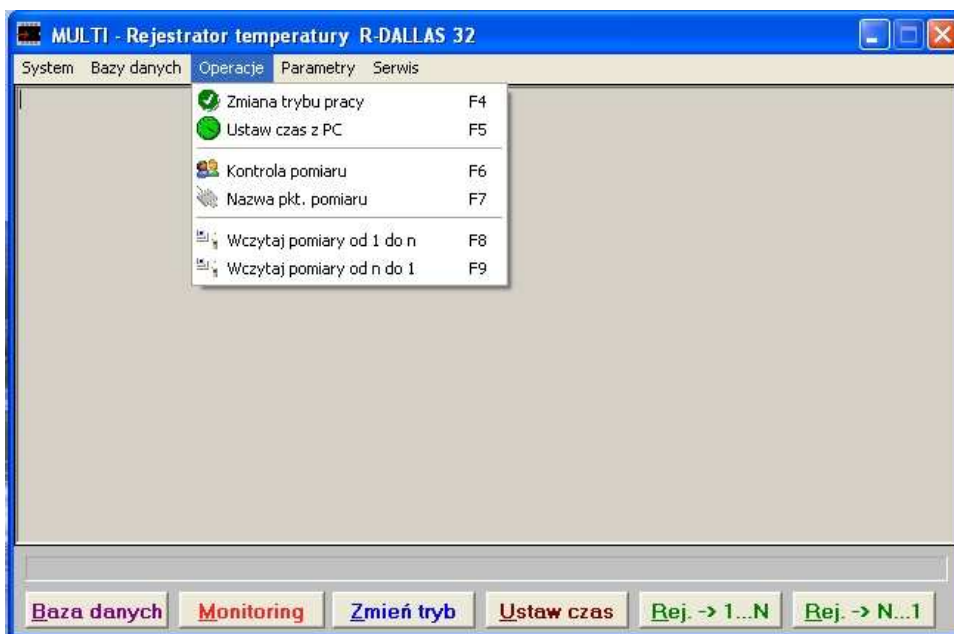 MULTI - Rejestrator temperatury R-DALLAS 32
System Bazy danych Operacje Parametry Serwis
Zmiana trybu pracy F4
Ustaw czas z PC F5
Kontrola pomiaru F6
Nazwa pkt. pomiaru F7
Wczytaj pomiary od 1 do n F8
Wczytaj pomiary od n do 1 F9
Baza danych Monitoring Zmień tryb Ustaw czas Rej. -> 1...N Rej. -> N...1